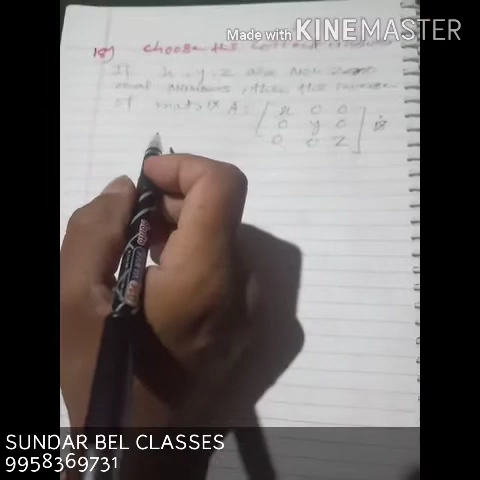 Made with KINEMASTER
18) Choose the correct answer
If x, y, z are non zero
real numbers, then the inverse
of matrix A = [ x 0 0
0 y 0 ] is
0 0 z
SUNDAR BEL CLASSES
9958369731